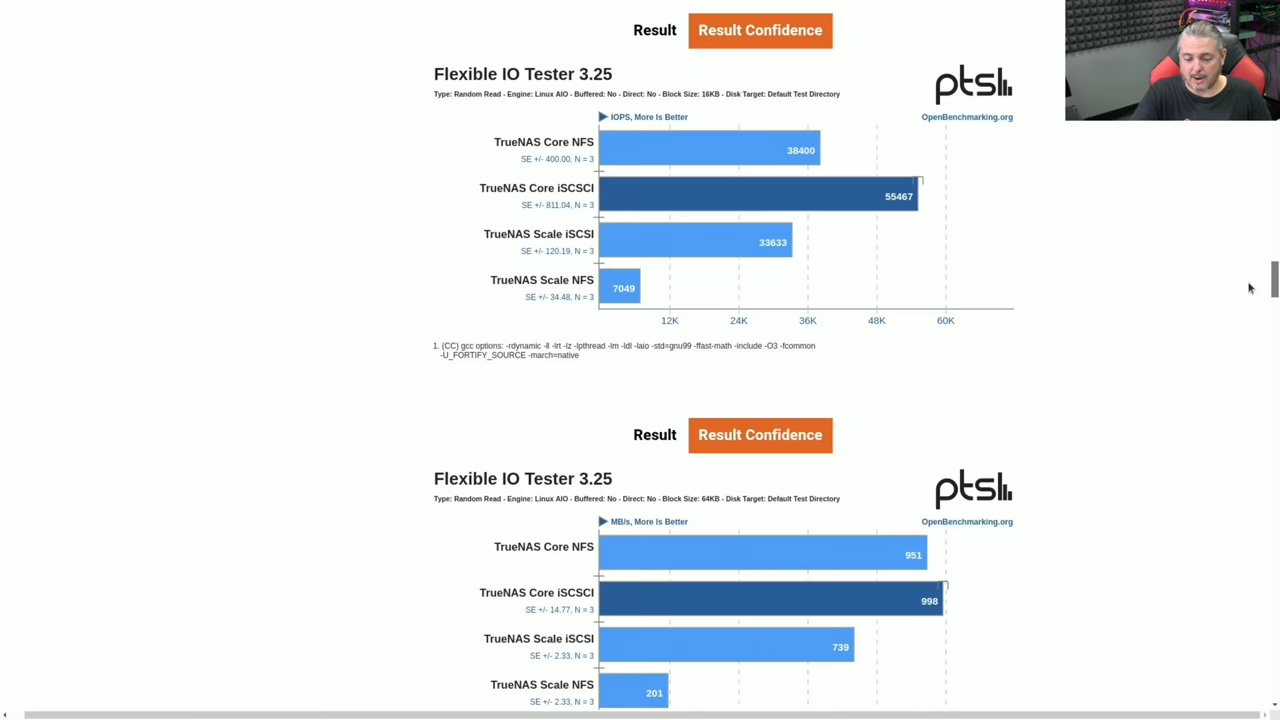 Result
Result Confidence
Flexible IO Tester 3.25
ptsl
Type: Random Read - Engine: Linux AIO - Buffered: No - Direct: No - Block Size: 16KB - Disk Target: Default Test Directory
IOPS, More Is Better
OpenBenchmarking.org
TrueNAS Core NFS
38400
SE +/- 400.00, N = 3
TrueNAS Core iSCSCI
55467
SE +/- 811.04, N = 3
TrueNAS Scale iSCSI
33633
SE +/- 120.19, N = 3
TrueNAS Scale NFS
7049
SE +/- 34.48, N = 3
12K 24K 36K 48K 60K
1. (CC) gcc options: -rdynamic -ll -lrt -lz -lpthread -lm -ldl -laio -std=gnu99 -ffast-math -include -O3 -fcommon
-U_FORTIFY_SOURCE -march=native
Result
Result Confidence
Flexible IO Tester 3.25
ptsl
Type: Random Read - Engine: Linux AIO - Buffered: No - Direct: No - Block Size: 64KB - Disk Target: Default Test Directory
MB/s, More Is Better
OpenBenchmarking.org
TrueNAS Core NFS
951
TrueNAS Core iSCSCI
998
SE +/- 14.77, N = 3
TrueNAS Scale iSCSI
739
SE +/- 2.33, N = 3
TrueNAS Scale NFS
201
SE +/- 2.33, N = 3